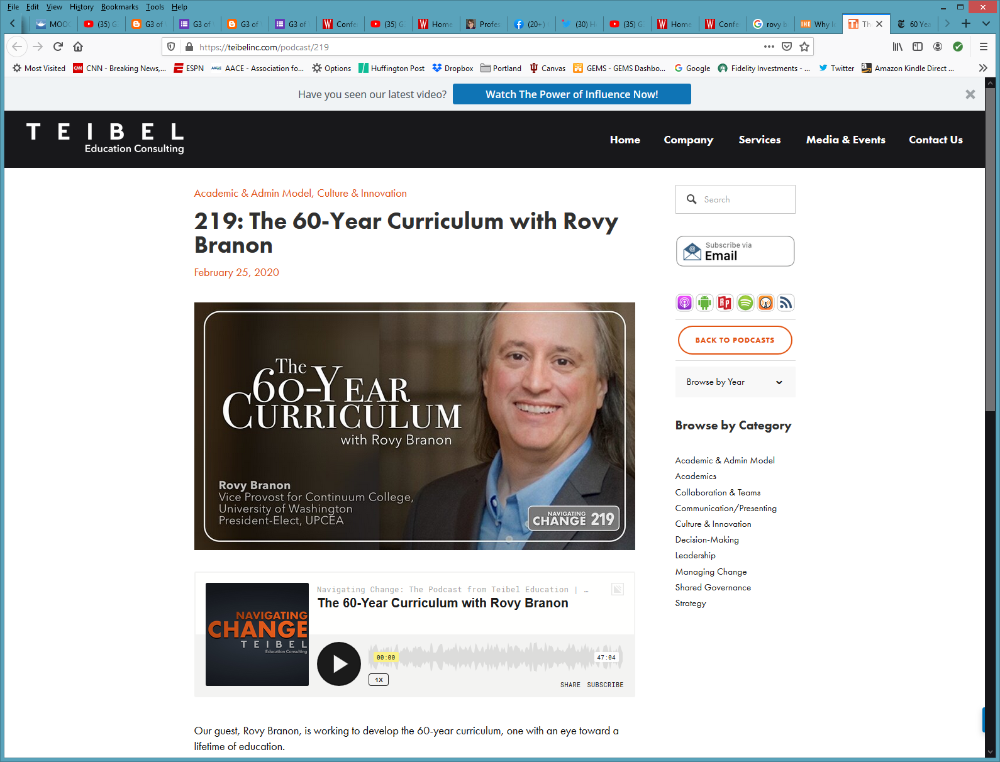 File Edit View History Bookmarks Tools Help
MOO
(35) G
G3 of
G3 of
G3 of
G3 of
Confe
(35) G
Home
Profes
(20+)
(30) H
(35) G
Home
Confe
rovy b
Why I
Th
60 Yea
https://teibelinc.com/podcast/219
Most Visited
CNN - Breaking News,...
ESPN
AACE - Association fo...
Options
Huffington Post
Dropbox
Portland
Canvas
GEMS - GEMS Dashbo...
Google
Fidelity Investments - ...
Twitter
Amazon Kindle Direct ...
Have you seen our latest video? Watch The Power of Influence Now!
TEIBEL
Education Consulting
Home Company Services Media & Events Contact Us
Academic & Admin Model, Culture & Innovation
219: The 60-Year Curriculum with Rovy
Branon
February 25, 2020
The
60-Year
Curriculum
with Rovy Branon
Rovy Branon
Vice Provost for Continuum College,
University of Washington
President-Elect, UPCEA
NAVIGATING
CHANGE 219
NAVIGATING
CHANGE
TEIBEL
Education Consulting
Navigating Change: The Podcast from Teibel Education | …
The 60-Year Curriculum with Rovy Branon
00:00
47:04
1X
SHARE SUBSCRIBE
Our guest, Rovy Branon, is working to develop the 60-year curriculum, one with an eye toward a
lifetime of education.
Search
Subscribe via
Email
BACK TO PODCASTS
Browse by Year
Browse by Category
Academic & Admin Model
Academics
Collaboration & Teams
Communication/Presenting
Culture & Innovation
Decision-Making
Leadership
Managing Change
Shared Governance
Strategy